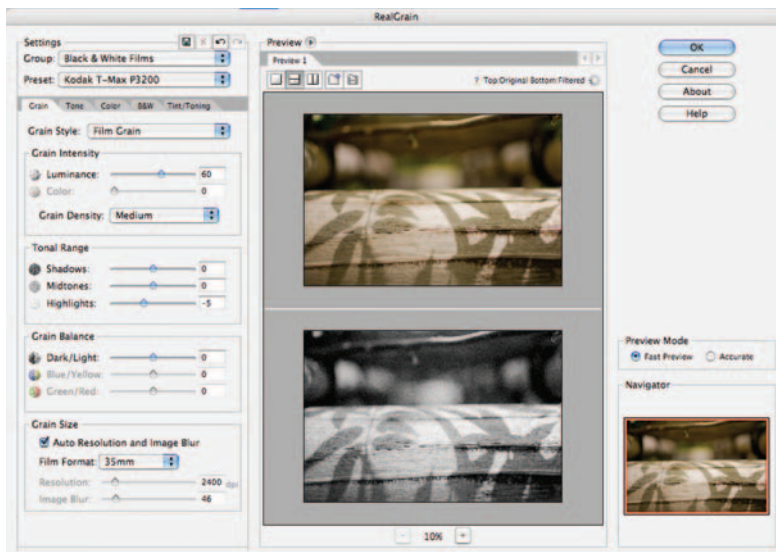 RealGrain
Settings
Group: Black & White Films
Preset: Kodak T-Max P3200
Grain Tone Color B&W Tint/Toning
Grain Style: Film Grain
Grain Intensity
Luminance: 60
Color: 0
Grain Density: Medium
Tonal Range
Shadows: 0
Midtones: 0
Highlights: -5
Grain Balance
Dark/Light: 0
Blue/Yellow: 0
Green/Red: 0
Grain Size
Auto Resolution and Image Blur
Film Format: 35mm
Resolution: 2400 dpi
Image Blur: 46
Preview
Preview 1
? Top:Original Bottom:Filtered
- 10% +
OK
Cancel
About
Help
Preview Mode
Fast Preview Accurate
Navigator